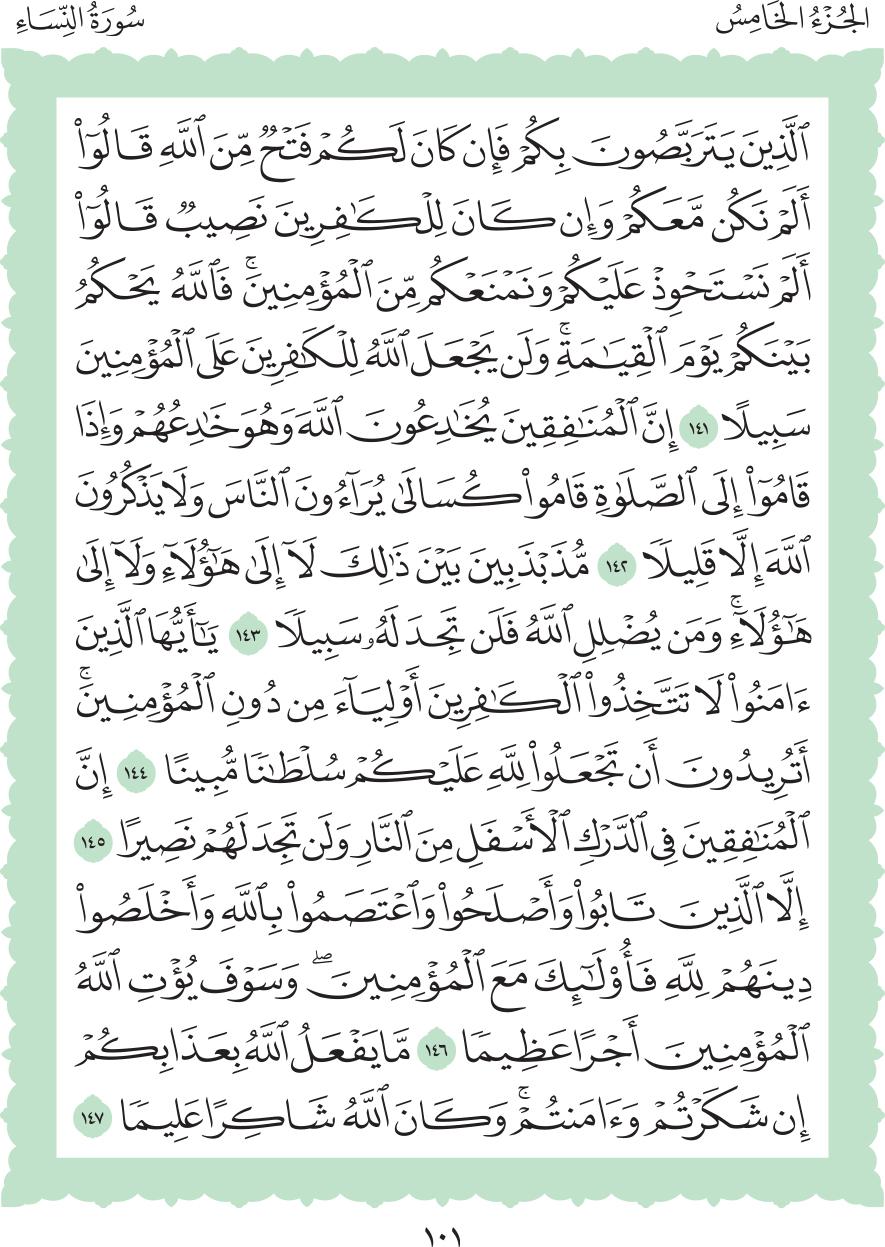 الجُزْءُ الخَامِسُ
سُورَةُ النِّسَاءِ
ٱلَّذِينَ يَتَرَبَّصُونَ بِكُمْ فَإِن كَانَ لَكُمْ فَتْحٌ مِّنَ ٱللَّهِ قَالُوٓا۟
أَلَمْ نَكُن مَّعَكُمْ وَإِن كَانَ لِلْكَٰفِرِينَ نَصِيبٌ قَالُوٓا۟
أَلَمْ نَسْتَحْوِذْ عَلَيْكُمْ وَنَمْنَعْكُم مِّنَ ٱلْمُؤْمِنِينَۚ فَٱللَّهُ يَحْكُمُ
بَيْنَكُمْ يَوْمَ ٱلْقِيَٰمَةِۚ وَلَن يَجْعَلَ ٱللَّهُ لِلْكَٰفِرِينَ عَلَى ٱلْمُؤْمِنِينَ
سَبِيلًا ١٤١ إِنَّ ٱلْمُنَٰفِقِينَ يُخَٰدِعُونَ ٱللَّهَ وَهُوَ خَٰدِعُهُمْ وَإِذَا
قَامُوٓا۟ إِلَى ٱلصَّلَوٰةِ قَامُوا۟ كُسَالَىٰ يُرَآءُونَ ٱلنَّاسَ وَلَا يَذْكُرُونَ
ٱللَّهَ إِلَّا قَلِيلًا ١٤٢ مُّذَبْذَبِينَ بَيْنَ ذَٰلِكَ لَآ إِلَىٰ هَٰٓؤُلَآءِ وَلَآ إِلَىٰ
هَٰٓؤُلَآءِۚ وَمَن يُضْلِلِ ٱللَّهُ فَلَن تَجِدَ لَهُۥ سَبِيلًا ١٤٣ يَٰٓأَيُّهَا ٱلَّذِينَ
ءَامَنُوا۟ لَا تَتَّخِذُوا۟ ٱلْكَٰفِرِينَ أَوْلِيَآءَ مِن دُونِ ٱلْمُؤْمِنِينَۚ
أَتُرِيدُونَ أَن تَجْعَلُوا۟ لِلَّهِ عَلَيْكُمْ سُلْطَٰنًا مُّبِينًا ١٤٤ إِنَّ
ٱلْمُنَٰفِقِينَ فِى ٱلدَّرْكِ ٱلْأَسْفَلِ مِنَ ٱلنَّارِ وَلَن تَجِدَ لَهُمْ نَصِيرًا ١٤٥
إِلَّا ٱلَّذِينَ تَابُوا۟ وَأَصْلَحُوا۟ وَٱعْتَصَمُوا۟ بِٱللَّهِ وَأَخْلَصُوا۟
دِينَهُمْ لِلَّهِ فَأُو۟لَٰٓئِكَ مَعَ ٱلْمُؤْمِنِينَۖ وَسَوْفَ يُؤْتِ ٱللَّهُ
ٱلْمُؤْمِنِينَ أَجْرًا عَظِيمًا ١٤٦ مَّا يَفْعَلُ ٱللَّهُ بِعَذَابِكُمْ
إِن شَكَرْتُمْ وَءَامَنتُمْۚ وَكَانَ ٱللَّهُ شَاكِرًا عَلِيمًا ١٤٧
١٠١